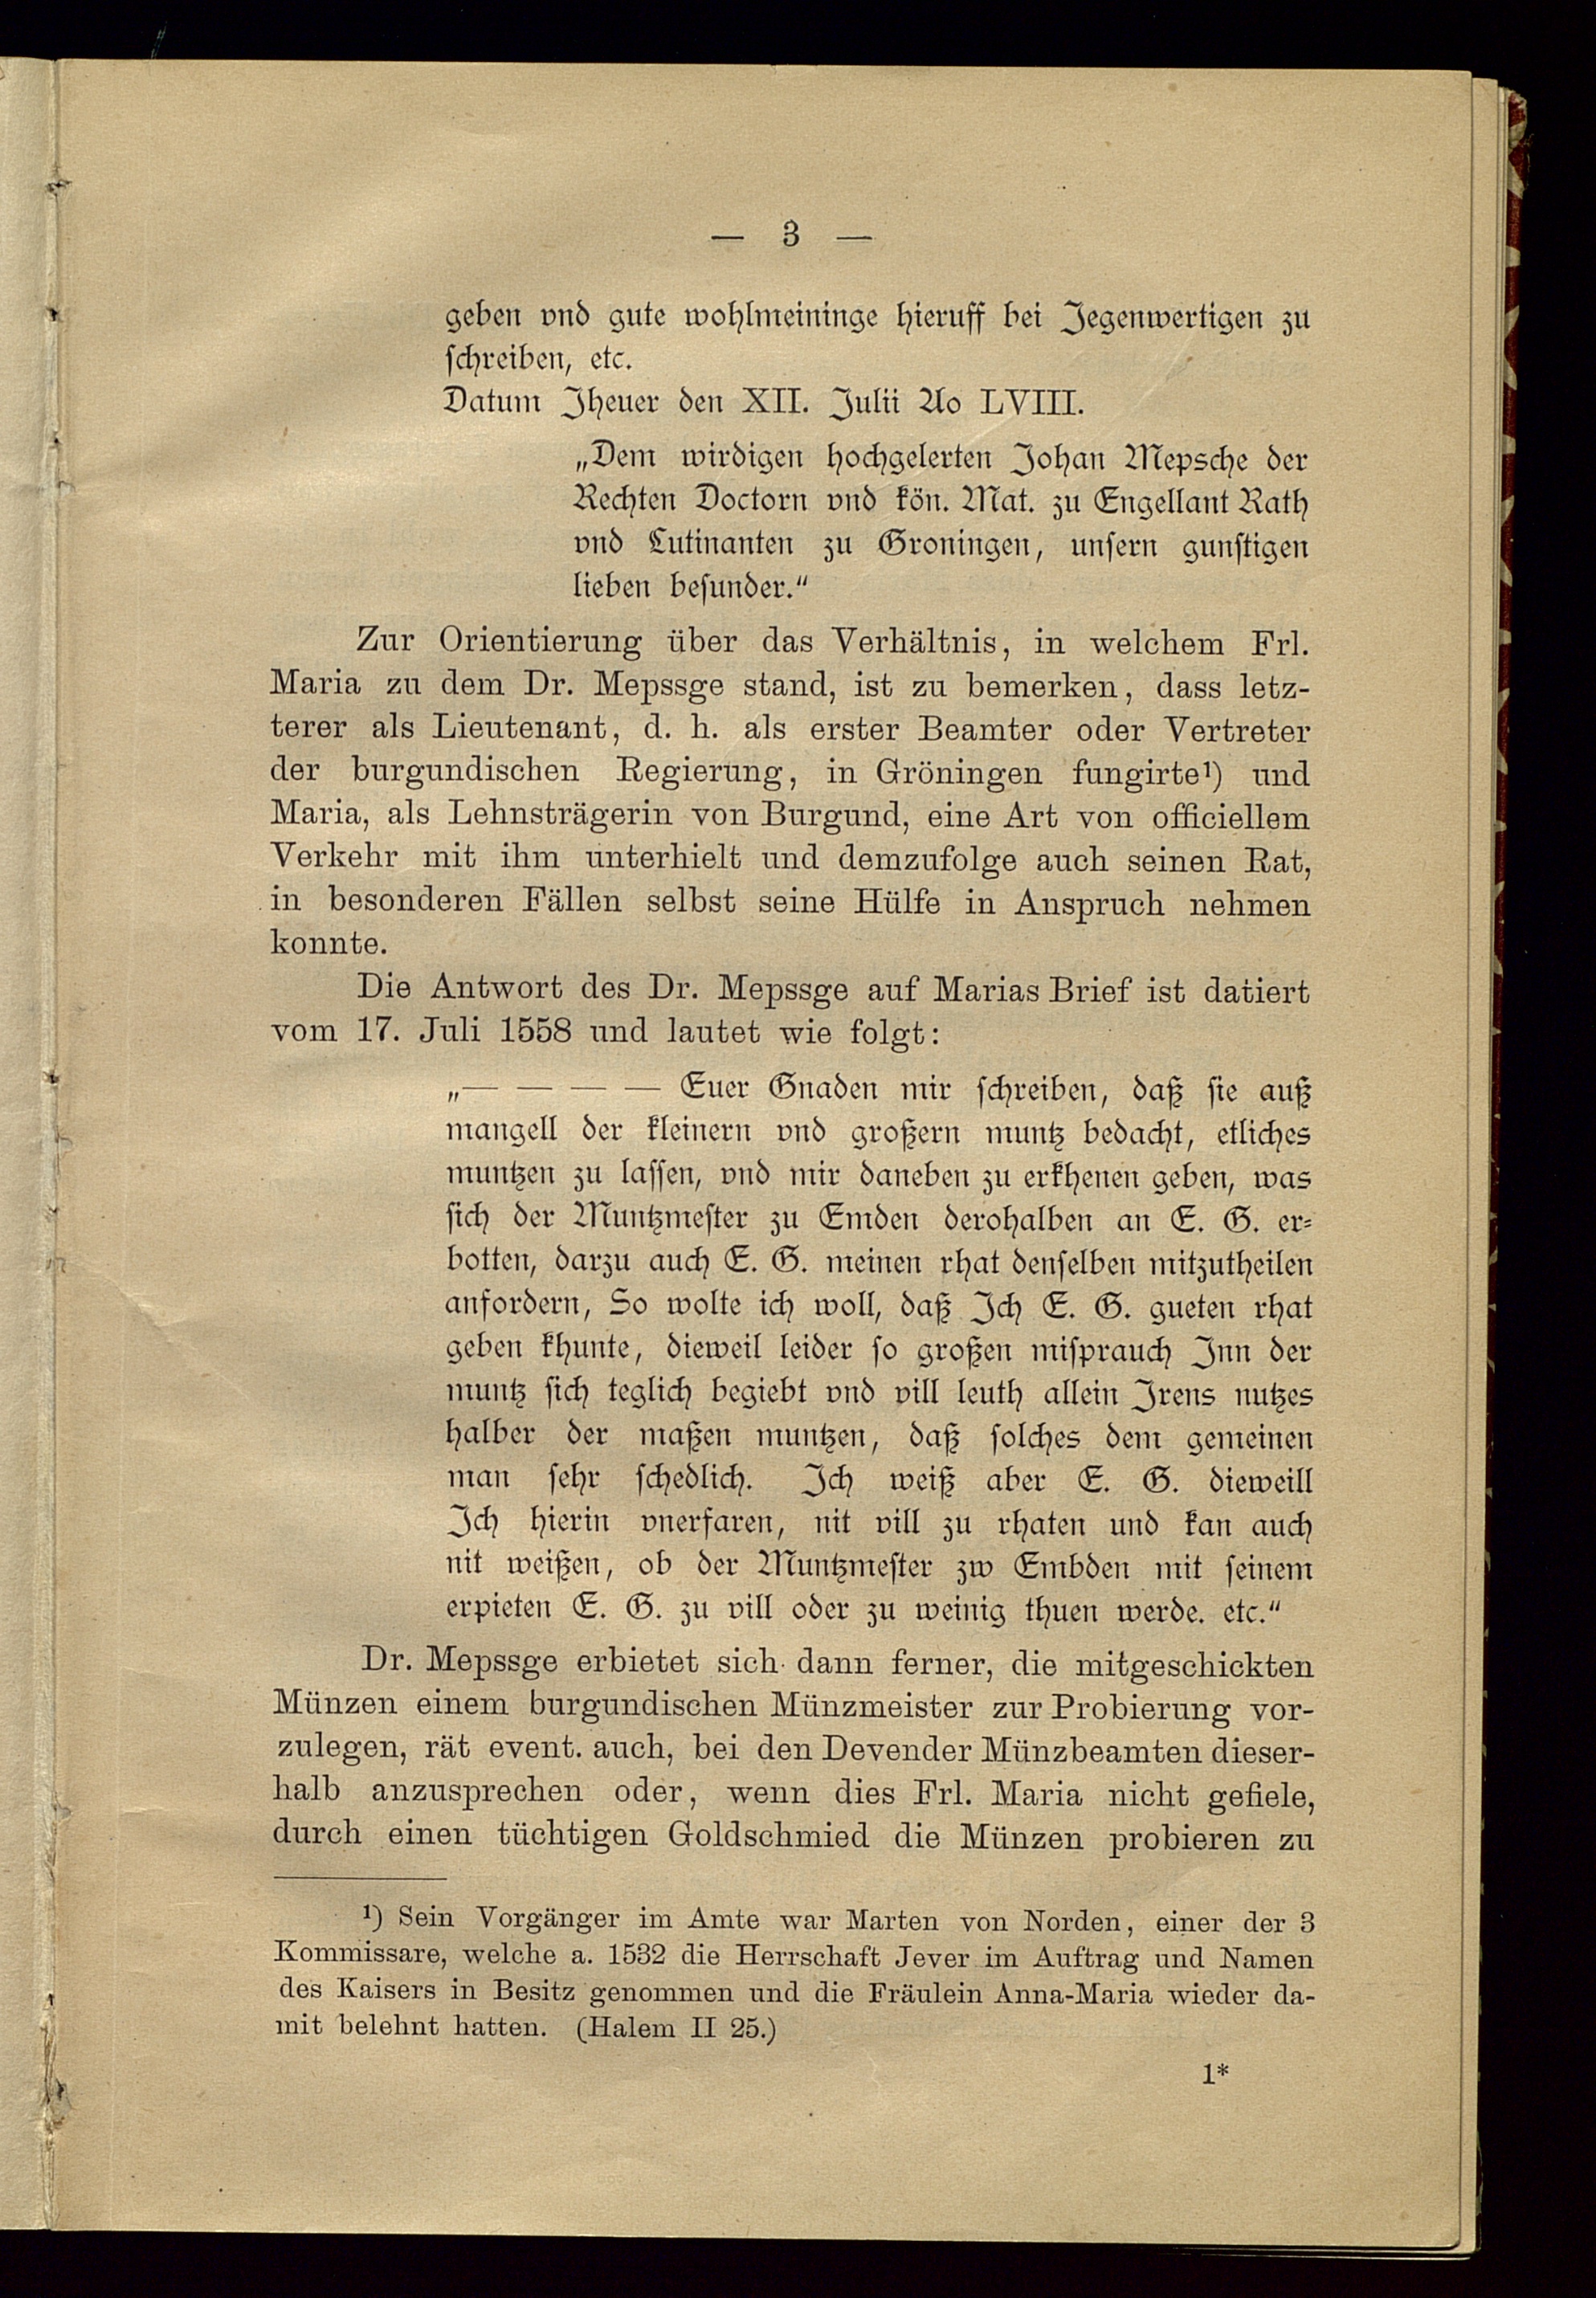 — 3 —
geben vnd gute wohlmeininge hieruff bei Jegenwertigen zu
schreiben, etc.
Datum Jheuer den XII. Julii Ao LVIII.
„Dem wirdigen hochgelerten Johan Mepsche der
Rechten Doctorn vnd kön. Mat. zu Engellant Rath
vnd Lutinanten zu Groningen, unsern gunstigen
lieben besunder.“
Zur Orientierung über das Verhältnis, in welchem Frl.
Maria zu dem Dr. Mepssge stand, ist zu bemerken, dass letz-
terer als Lieutenant, d. h. als erster Beamter oder Vertreter
der burgundischen Regierung, in Gröningen fungirte¹) und
Maria, als Lehnsträgerin von Burgund, eine Art von officiellem
Verkehr mit ihm unterhielt und demzufolge auch seinen Rat,
in besonderen Fällen selbst seine Hülfe in Anspruch nehmen
konnte.
Die Antwort des Dr. Mepssge auf Marias Brief ist datiert
vom 17. Juli 1558 und lautet wie folgt:
„— — — — Euer Gnaden mir schreiben, daß sie auß
mangell der kleinern vnd großern muntz bedacht, etliches
muntzen zu lassen, vnd mir daneben zu erkhenen geben, was
sich der Muntzmester zu Emden derohalben an E. G. er-
botten, darzu auch E. G. meinen rhat denselben mitzutheilen
anfordern, So wolte ich woll, daß Ich E. G. gueten rhat
geben khunte, dieweil leider so großen misprauch Inn der
muntz sich teglich begiebt vnd vill leuth allein Irens nutzes
halber der maßen muntzen, daß solches dem gemeinen
man sehr schedlich. Ich weiß aber E. G. dieweill
Ich hierin vnerfaren, nit vill zu rhaten und kan auch
nit weißen, ob der Muntzmester zw Embden mit seinem
erpieten E. G. zu vill oder zu weinig thuen werde. etc.“
Dr. Mepssge erbietet sich dann ferner, die mitgeschickten
Münzen einem burgundischen Münzmeister zur Probierung vor-
zulegen, rät event. auch, bei den Devender Münzbeamten dieser-
halb anzusprechen oder, wenn dies Frl. Maria nicht gefiele,
durch einen tüchtigen Goldschmied die Münzen probieren zu
¹) Sein Vorgänger im Amte war Marten von Norden, einer der 3
Kommissare, welche a. 1532 die Herrschaft Jever im Auftrag und Namen
des Kaisers in Besitz genommen und die Fräulein Anna-Maria wieder da-
mit belehnt hatten. (Halem II 25.)
1*